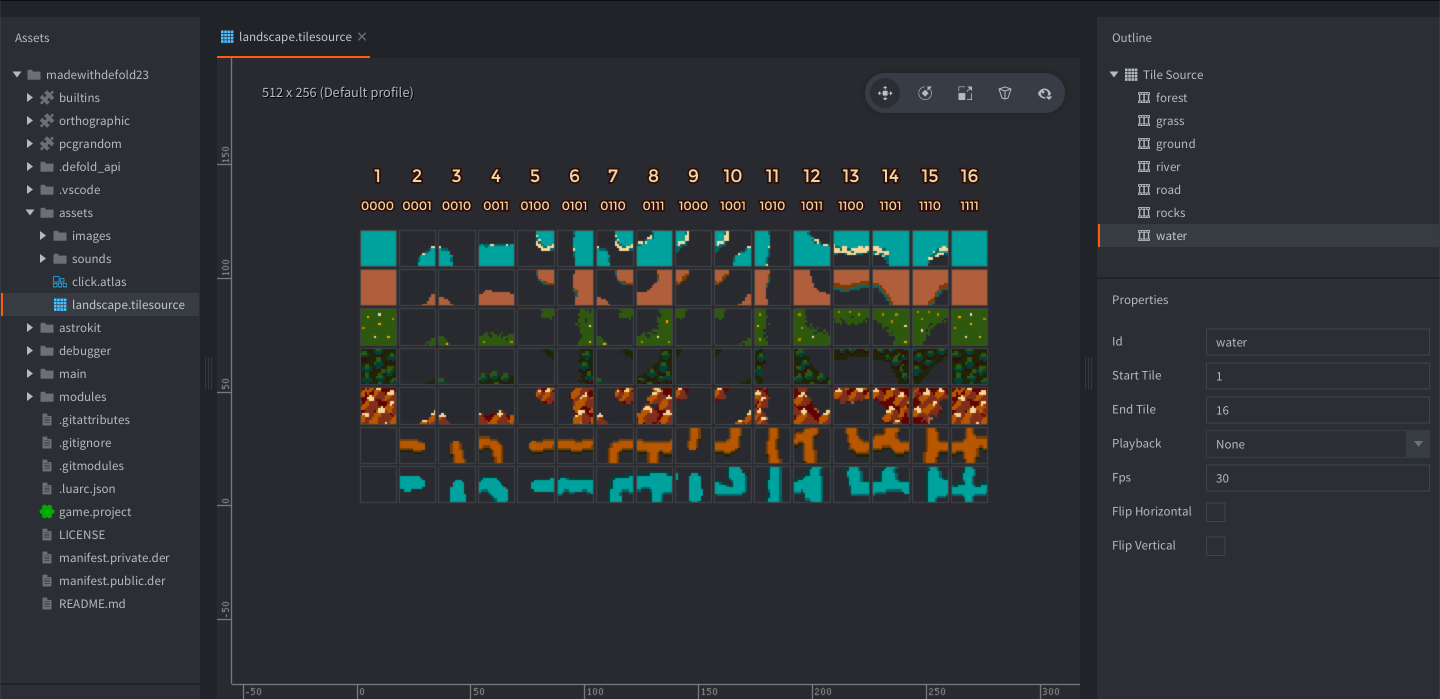 Assets
madewithdefold23
builtins
orthographic
pcgrandom
.defold_api
.vscode
assets
images
sounds
click.atlas
landscape.tilesource
astrokit
debugger
main
modules
.gitattributes
.gitignore
.gitmodules
.luarc.json
game.project
LICENSE
manifest.private.der
manifest.public.der
README.md
landscape.tilesource
512 x 256 (Default profile)
1 2 3 4 5 6 7 8 9 10 11 12 13 14 15 16
0000 0001 0010 0011 0100 0101 0110 0111 1000 1001 1010 1011 1100 1101 1110 1111
150
100
50
0
-50
-50 0 50 100 150 200 250 300
Outline
Tile Source
forest
grass
ground
river
road
rocks
water
Properties
Id water
Start Tile 1
End Tile 16
Playback None
Fps 30
Flip Horizontal
Flip Vertical